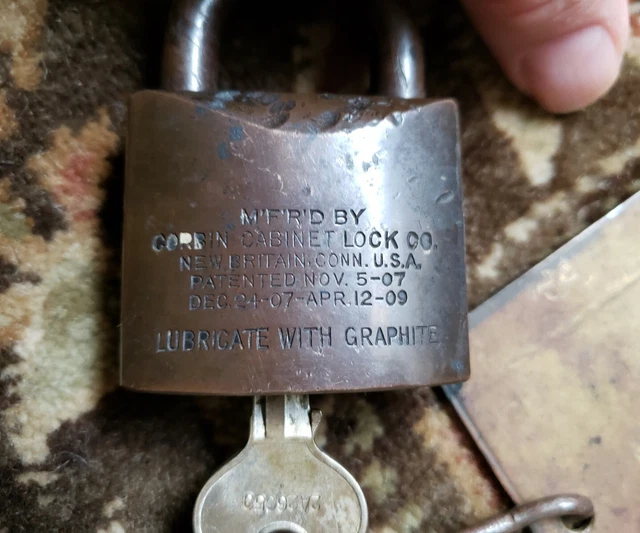 M'F'R'D BY
CORBIN CABINET LOCK CO.
NEW BRITAIN, CONN. U.S.A.
PATENTED NOV. 5-07
DEC. 24-07-APR. 12-09
LUBRICATE WITH GRAPHITE